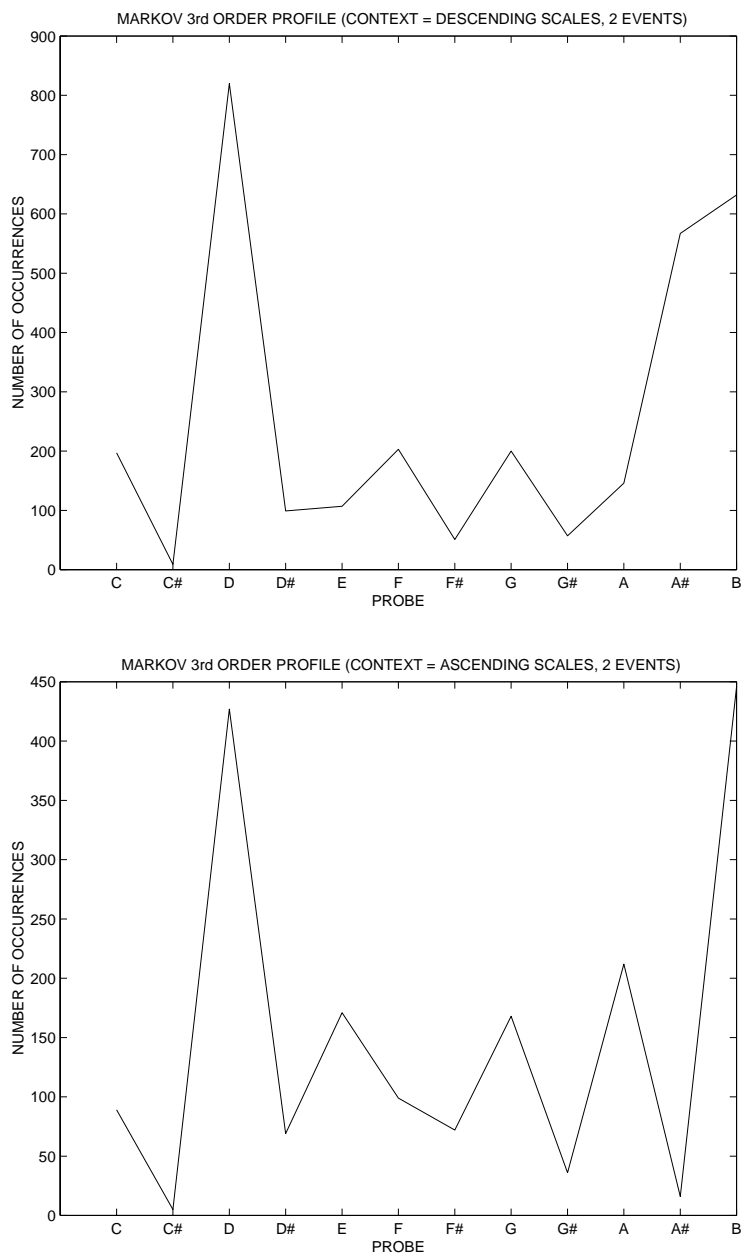 MARKOV 3rd ORDER PROFILE (CONTEXT = DESCENDING SCALES, 2 EVENTS)
900
800
700
600
500
400
300
200
100
0
NUMBER OF OCCURRENCES
C C# D D# E F F# G G# A A# B
PROBE
MARKOV 3rd ORDER PROFILE (CONTEXT = ASCENDING SCALES, 2 EVENTS)
450
400
350
300
250
200
150
100
50
0
NUMBER OF OCCURRENCES
C C# D D# E F F# G G# A A# B
PROBE